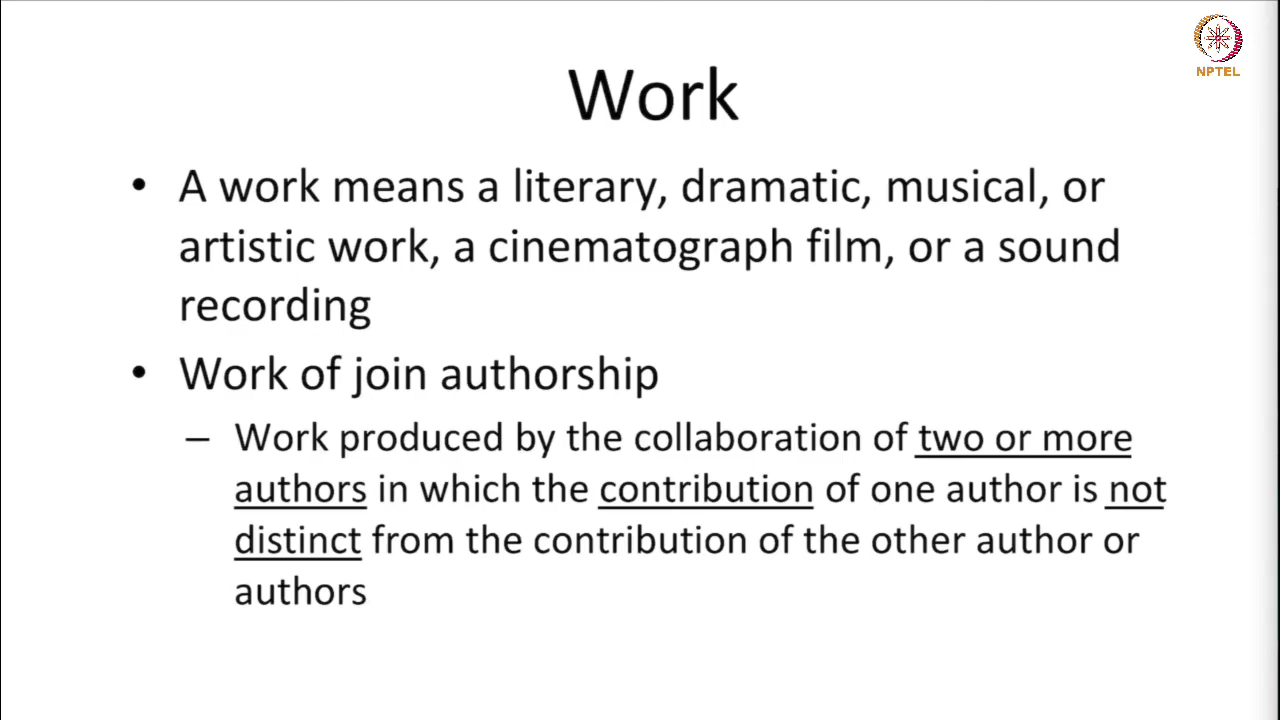 NPTEL
Work
• A work means a literary, dramatic, musical, or
artistic work, a cinematograph film, or a sound
recording
• Work of join authorship
– Work produced by the collaboration of two or more
authors in which the contribution of one author is not
distinct from the contribution of the other author or
authors